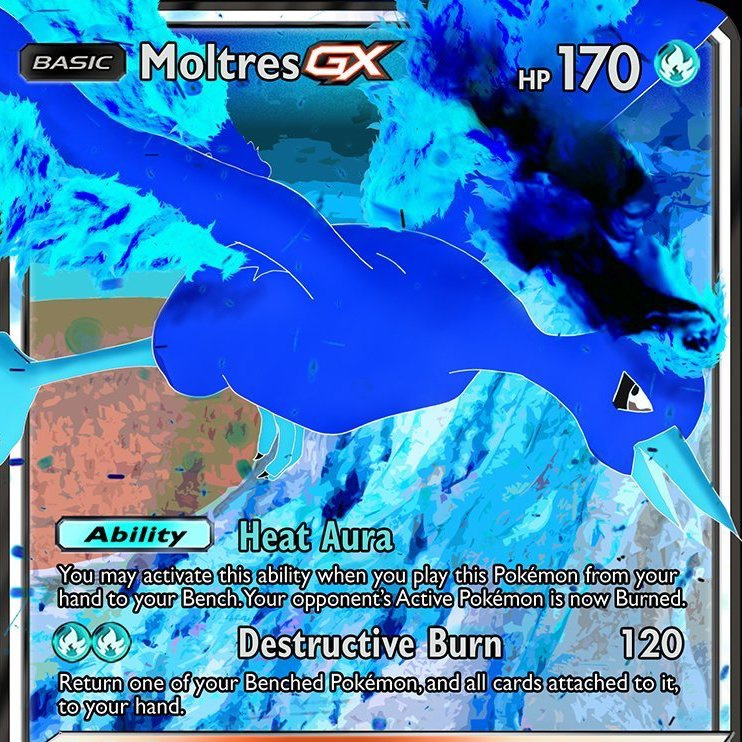 BASIC Moltres GX HP 170
Ability Heat Aura
You may activate this ability when you play this Pokémon from your
hand to your Bench. Your opponent's Active Pokémon is now Burned.
Destructive Burn 120
Return one of your Benched Pokémon, and all cards attached to it,
to your hand.